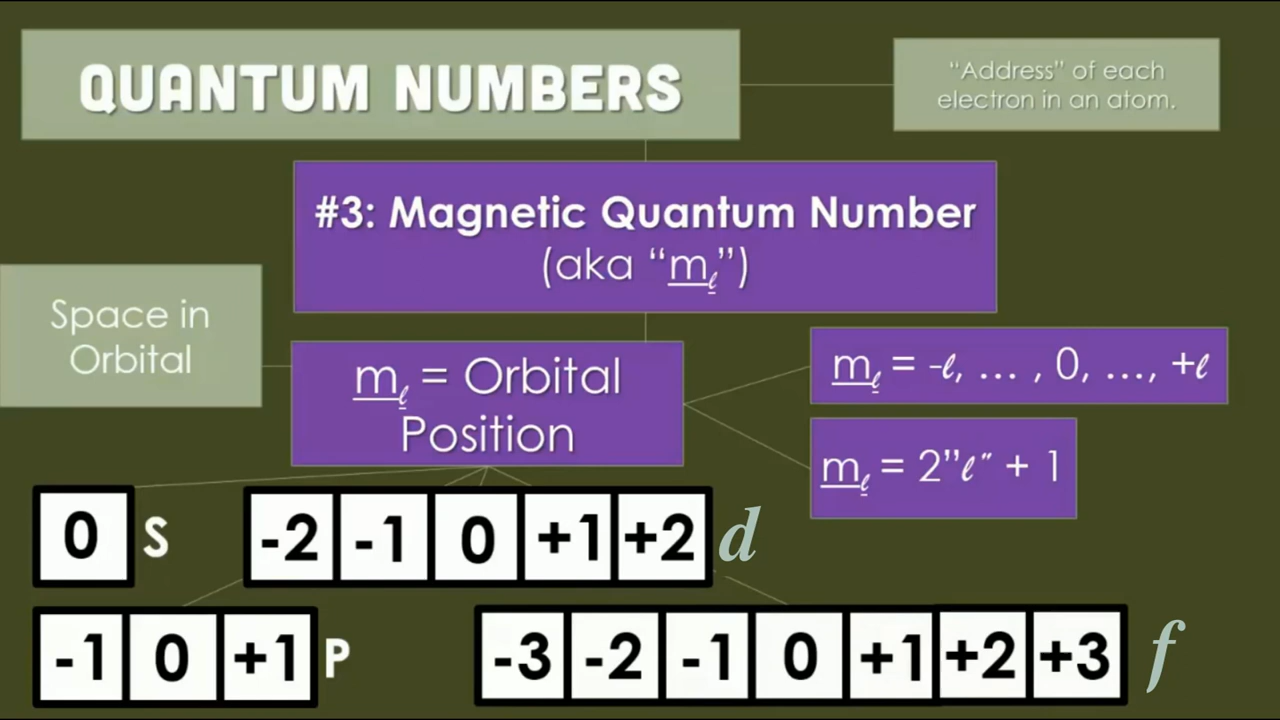 QUANTUM NUMBERS
“Address” of each
electron in an atom.
#3: Magnetic Quantum Number
(aka “mℓ”)
Space in
Orbital
mℓ = Orbital
Position
mℓ = -ℓ, ... , 0, ..., +ℓ
mℓ = 2”ℓ” + 1
0 S
-2 -1 0 +1 +2 d
-1 0 +1 P
-3 -2 -1 0 +1 +2 +3 f